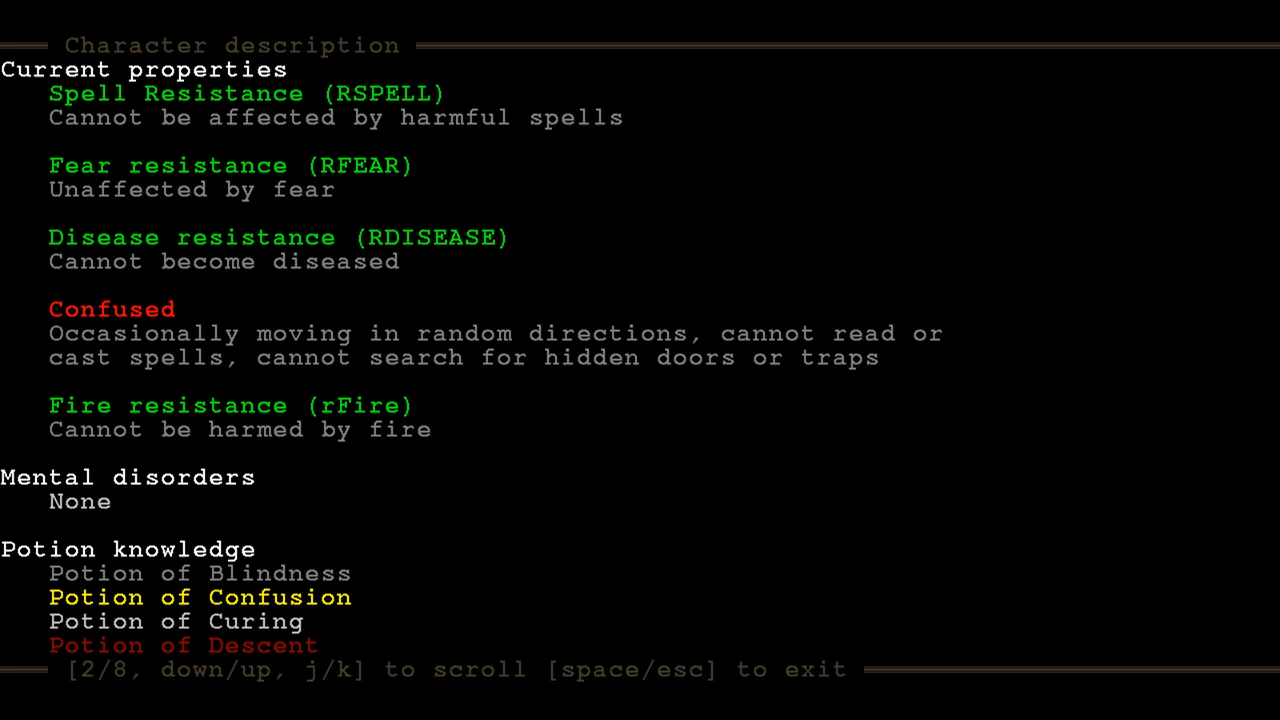 Character description
Current properties
Spell Resistance (RSPELL)
Cannot be affected by harmful spells
Fear resistance (RFEAR)
Unaffected by fear
Disease resistance (RDISEASE)
Cannot become diseased
Confused
Occasionally moving in random directions, cannot read or
cast spells, cannot search for hidden doors or traps
Fire resistance (rFire)
Cannot be harmed by fire
Mental disorders
None
Potion knowledge
Potion of Blindness
Potion of Confusion
Potion of Curing
Potion of Descent
[2/8, down/up, j/k] to scroll [space/esc] to exit